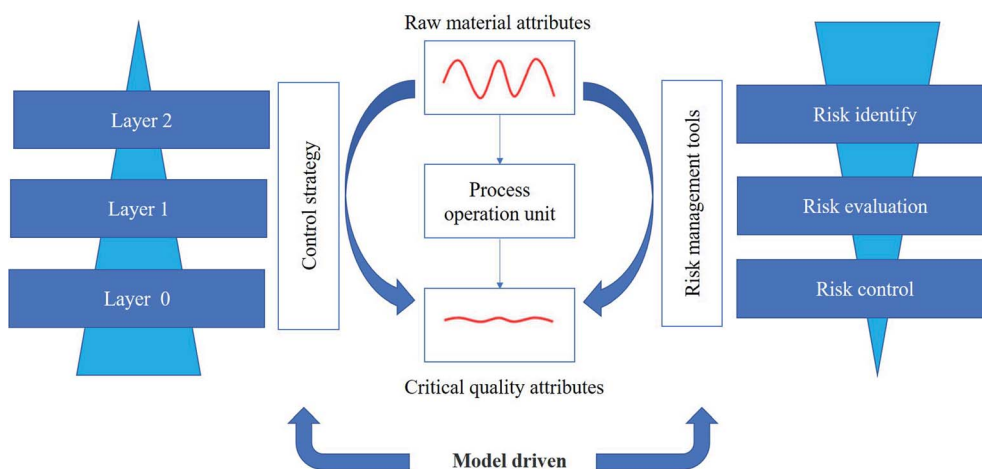 Raw material attributes
Layer 2
Layer 1
Layer 0
Control strategy
Process
operation unit
Critical quality attributes
Risk management tools
Risk identify
Risk evaluation
Risk control
Model driven